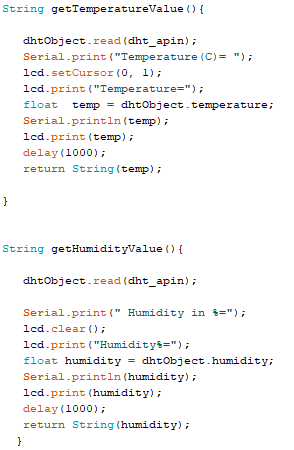 String getTemperatureValue(){
dhtObject.read(dht_apin);
Serial.print("Temperature(C)= ");
lcd.setCursor(0, 1);
lcd.print("Temperature=");
float  temp = dhtObject.temperature;
Serial.println(temp);
lcd.print(temp);
delay(1000);
return String(temp);
}
String getHumidityValue(){
dhtObject.read(dht_apin);
Serial.print(" Humidity in %=");
lcd.clear();
lcd.print("Humidity%=");
float humidity = dhtObject.humidity;
Serial.println(humidity);
lcd.print(humidity);
delay(1000);
return String(humidity);
}